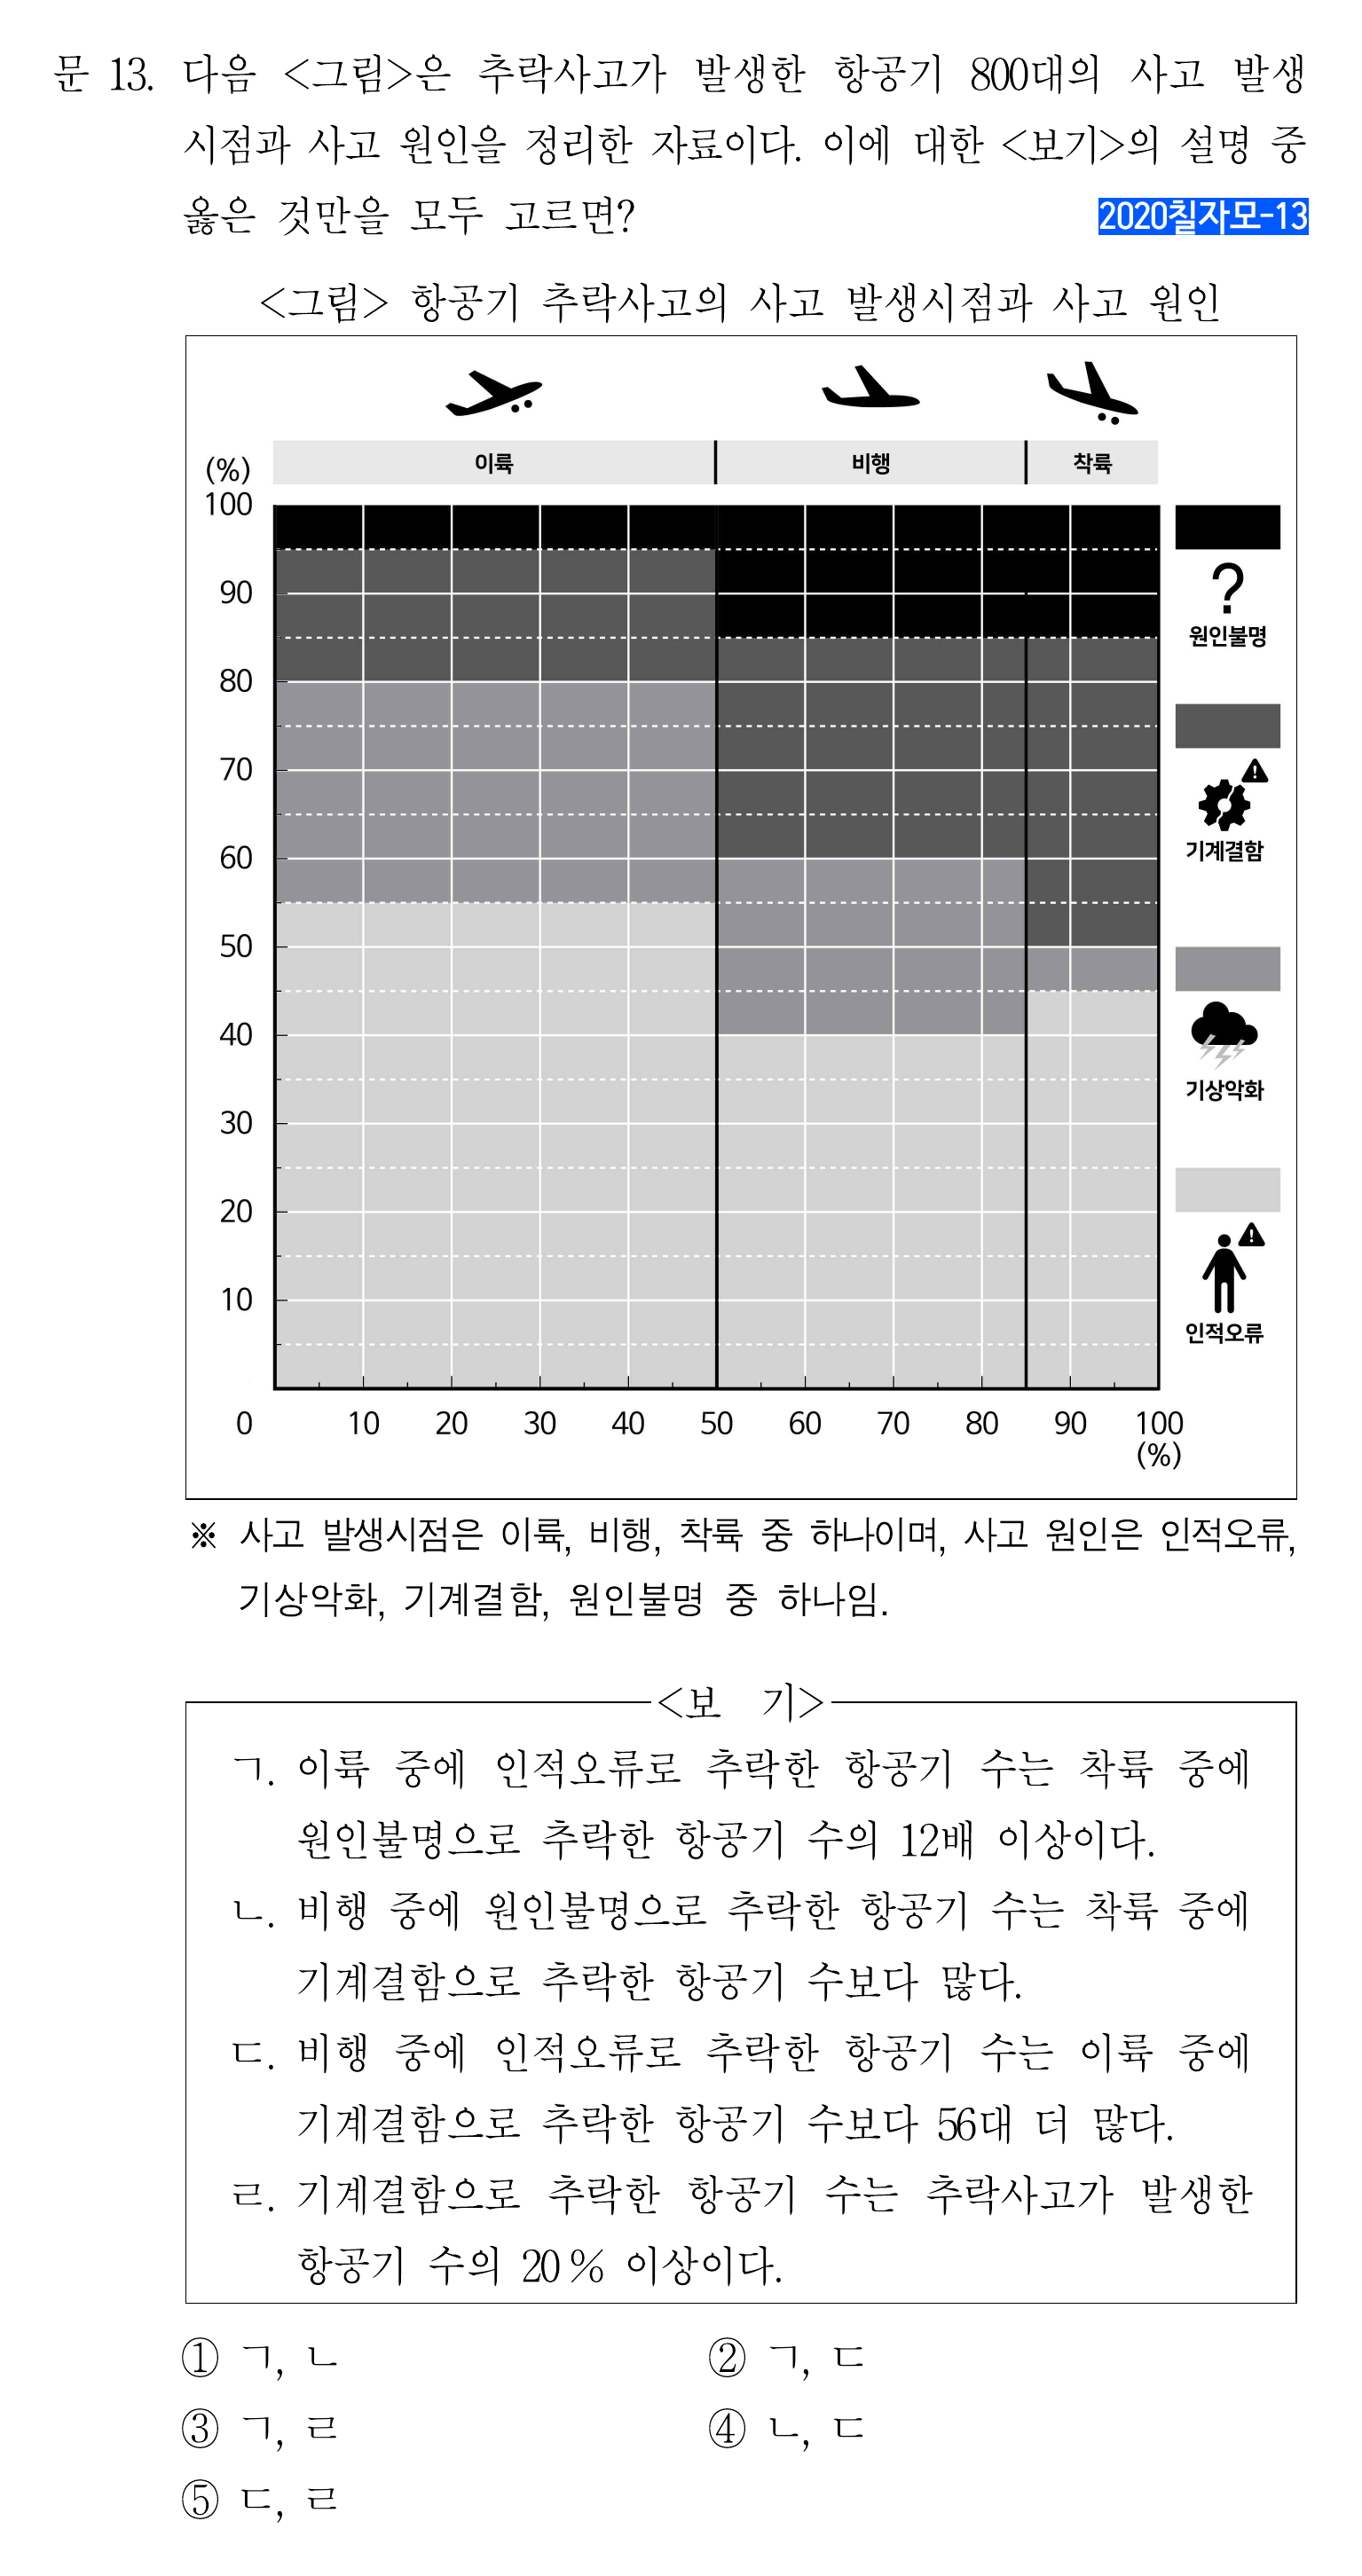 문 13. 다음 <그림>은 추락사고가 발생한 항공기 800대의 사고 발생
시점과 사고 원인을 정리한 자료이다. 이에 대한 <보기>의 설명 중
옳은 것만을 모두 고르면?
2020칠자모-13
<그림> 항공기 추락사고의 사고 발생시점과 사고 원인
이륙 비행 착륙
(%)
100
90
80
70
60
50
40
30
20
10
0 10 20 30 40 50 60 70 80 90 100
(%)
?
원인불명
기계결함
기상악화
인적오류
※ 사고 발생시점은 이륙, 비행, 착륙 중 하나이며, 사고 원인은 인적오류,
기상악화, 기계결함, 원인불명 중 하나임.
<보 기>
ㄱ. 이륙 중에 인적오류로 추락한 항공기 수는 착륙 중에
원인불명으로 추락한 항공기 수의 12배 이상이다.
ㄴ. 비행 중에 원인불명으로 추락한 항공기 수는 착륙 중에
기계결함으로 추락한 항공기 수보다 많다.
ㄷ. 비행 중에 인적오류로 추락한 항공기 수는 이륙 중에
기계결함으로 추락한 항공기 수보다 56대 더 많다.
ㄹ. 기계결함으로 추락한 항공기 수는 추락사고가 발생한
항공기 수의 20% 이상이다.
① ㄱ, ㄴ ② ㄱ, ㄷ
③ ㄱ, ㄹ ④ ㄴ, ㄷ
⑤ ㄷ, ㄹ